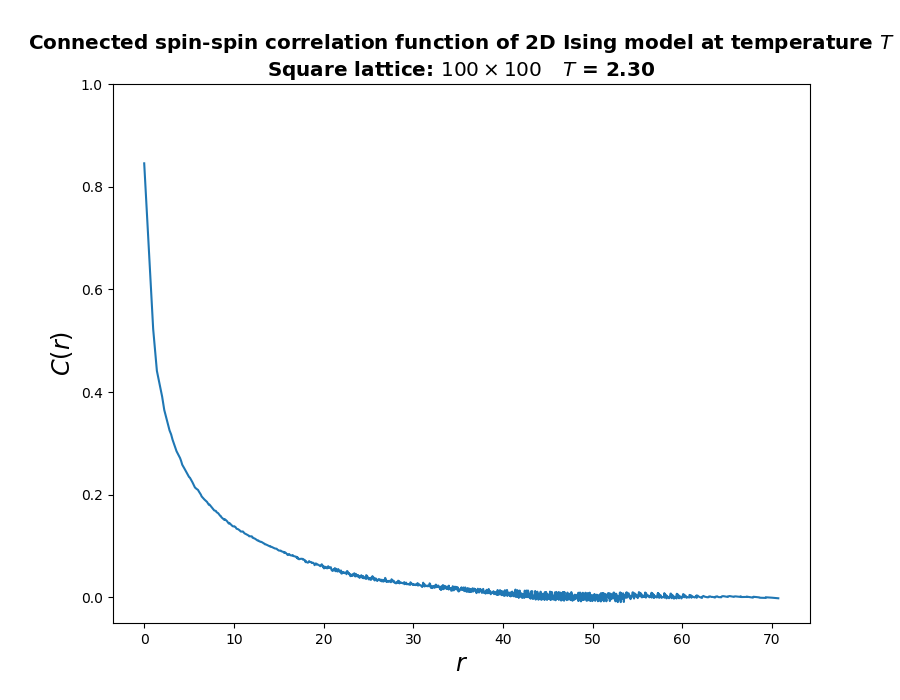 Connected spin-spin correlation function of 2D Ising model at temperature T
Square lattice: 100 × 100 T = 2.30
1.0
0.8
0.6
0.4
0.2
0.0
C(r)
0 10 20 30 40 50 60 70
r